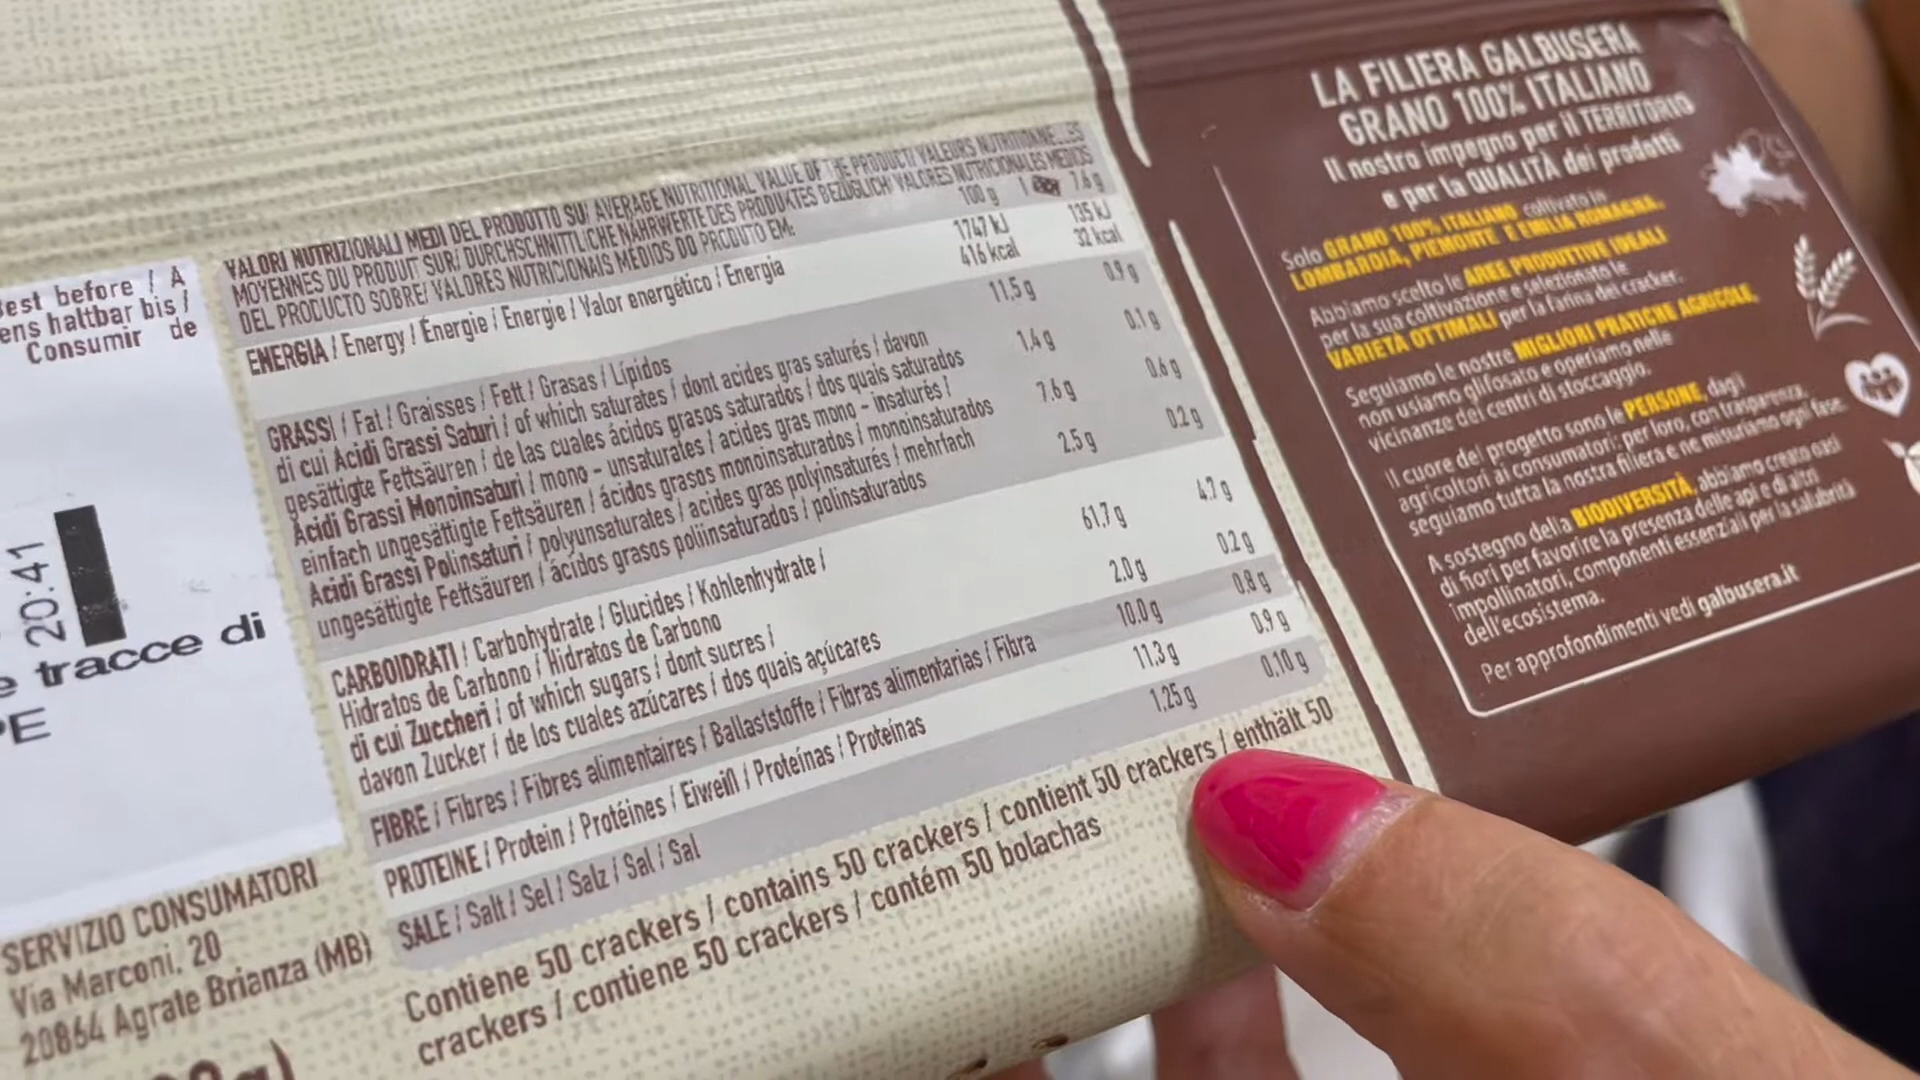 Best before / A
ens haltbar bis /
Consumir de
20:41
e tracce di
PE
SERVIZIO CONSUMATORI
Via Marconi, 20
20864 Agrate Brianza (MB)
VALORI NUTRIZIONALI MEDI DEL PRODOTTO SU/ AVERAGE NUTRITIONAL VALUE OF THE PRODUCT/ VALEURS NUTRITIONNELLES
MOYENNES DU PRODUIT SUR/ DURCHSCHNITTLICHE NÄHRWERTE DES PRODUKTES BEZÜGLICH/ VALORES NUTRICIONALES MEDIOS
DEL PRODUCTO SOBRE/ VALORES NUTRICIONAIS MÉDIOS DO PRODUTO EM:
100 g 1 7.6 g
ENERGIA / Energy / Énergie / Energie / Valor energético / Energia 1747 kJ 135 kJ
416 kcal 32 kcal
GRASSI / Fat / Graisses / Fett / Grasas / Lípidos 11.5 g 0.9 g
di cui Acidi Grassi Saturi / of which saturates / dont acides gras saturés / davon 1.4 g 0.1 g
gesättigte Fettsäuren / de las cuales ácidos grasos saturados / dos quais saturados
Acidi Grassi Monoinsaturi / mono - unsaturales / acides gras mono - insaturés / 7.6 g 0.6 g
einfach ungesättigte Fettsäuren / ácidos grasos monoinsaturados / monoinsaturados
Acidi Grassi Polinsaturi / polyunsaturates / acides gras polyinsaturés / mehrfach 2.5 g 0.2 g
ungesättigte Fettsäuren / ácidos grasos poliinsaturados / polinsaturados
CARBOIDRATI / Carbohydrate / Glucides / Kohlenhydrate / 61.7 g 4.7 g
Hidratos de Carbono / Hidratos de Carbono
di cui Zuccheri / of which sugars / dont sucres / 2.0 g 0.2 g
davon Zucker / de los cuales azúcares / dos quais açúcares
FIBRE / Fibres / Fibres alimentaires / Ballaststoffe / Fibras alimentarias / Fibra 10.0 g 0.8 g
PROTEINE / Protein / Protéines / Eiweiß / Proteínas / Proteínas 11.3 g 0.9 g
SALE / Salt / Sel / Salz / Sal / Sal 1.25 g 0.10 g
Contiene 50 crackers / contains 50 crackers / contient 50 crackers / enthält 50
crackers / contiene 50 crackers / contém 50 bolachas
LA FILIERA GALBUSERA
GRANO 100% ITALIANO
Il nostro impegno per il TERRITORIO
e per la QUALITÀ dei prodotti
Solo GRANO 100% ITALIANO coltivato in
LOMBARDIA, PIEMONTE E EMILIA ROMAGNA.
Abbiamo scelto le AREE PRODUTTIVE IDEALI
per la sua coltivazione e selezionato le
VARIETÀ OTTIMALI per la farina dei cracker.
Seguiamo le nostre MIGLIORI PRATICHE AGRICOLE,
non usiamo glifosato e operiamo nelle
vicinanze dei centri di stoccaggio.
Il cuore del progetto sono le PERSONE, dagli
agricoltori ai consumatori: per loro, con trasparenza,
seguiamo tutta la nostra filiera e ne misuriamo ogni fase.
A sostegno della BIODIVERSITÀ, abbiamo creato oasi
di fiori per favorire la presenza delle api e di altri
impollinatori, componenti essenziali per la salubrità
dell'ecosistema.
Per approfondimenti vedi galbusera.it